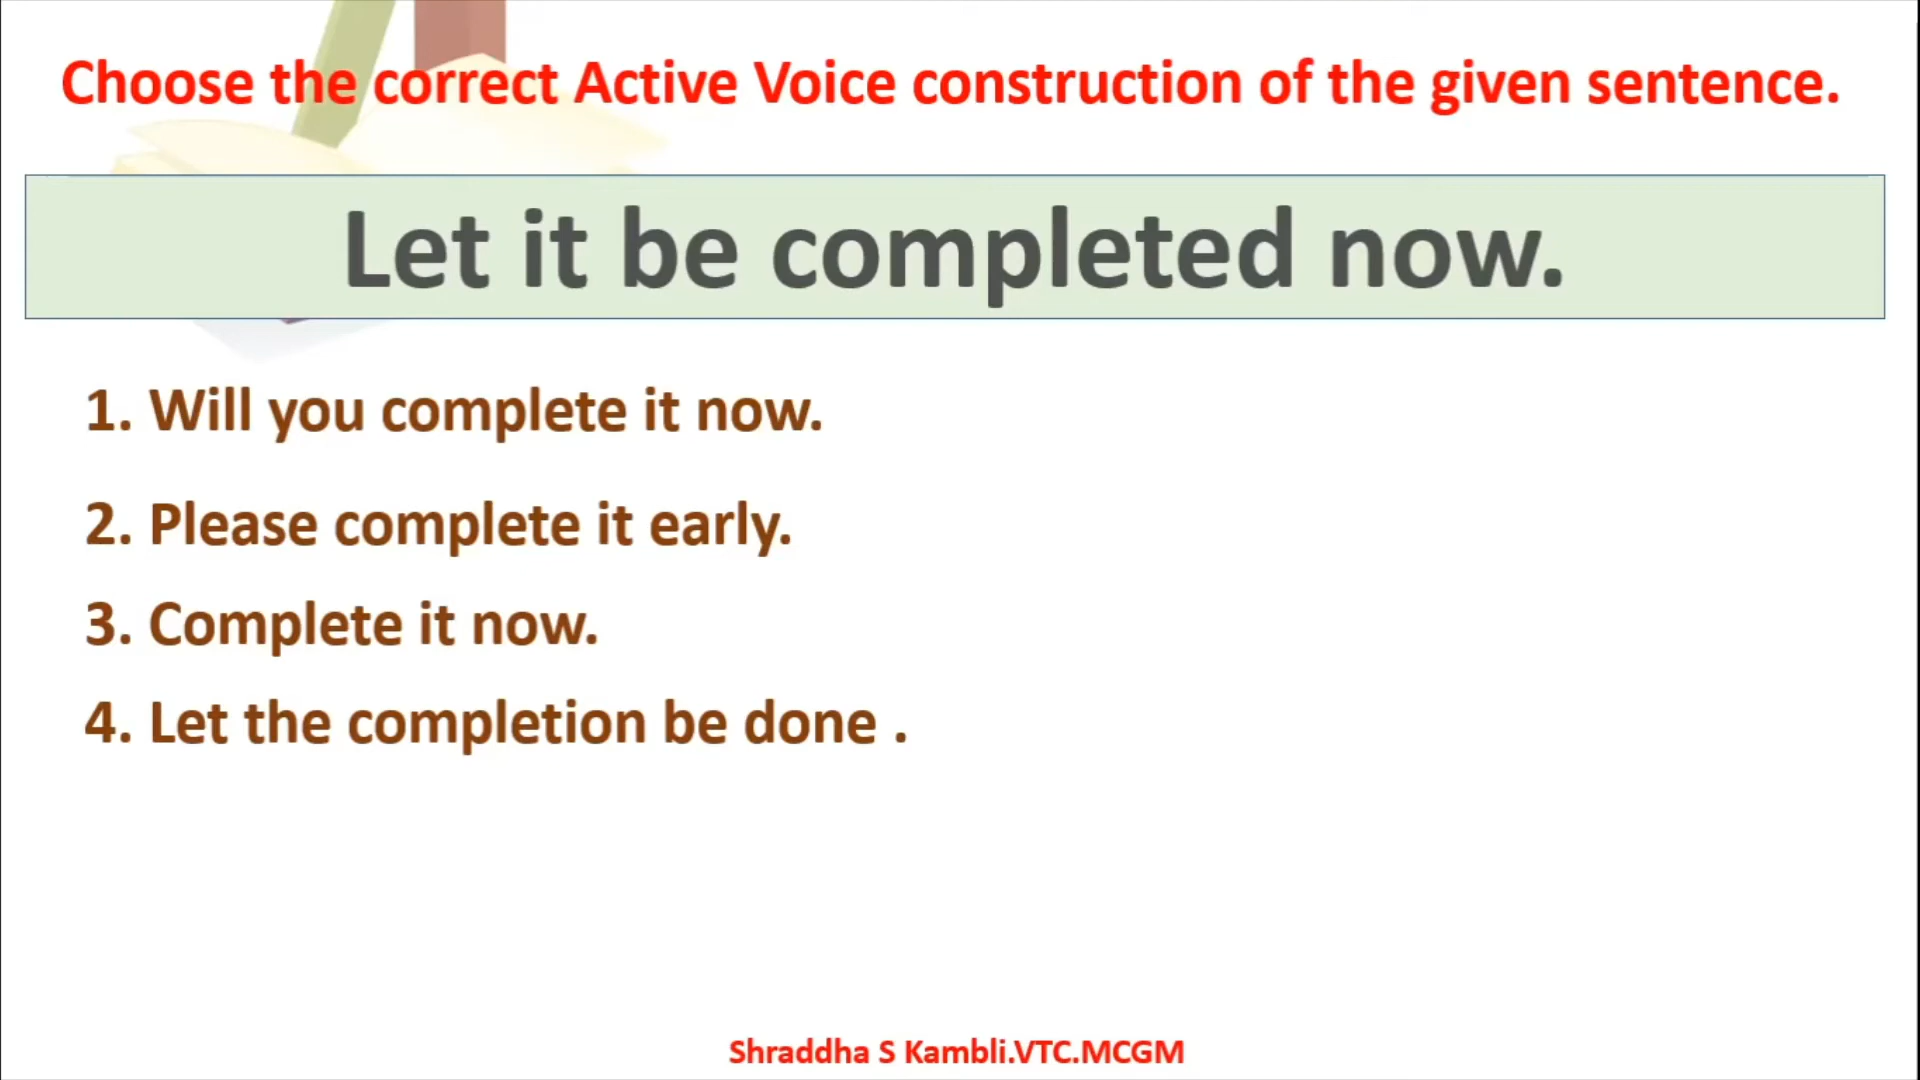 Choose the correct Active Voice construction of the given sentence.
Let it be completed now.
1. Will you complete it now.
2. Please complete it early.
3. Complete it now.
4. Let the completion be done .
Shraddha S Kambli.VTC.MCGM